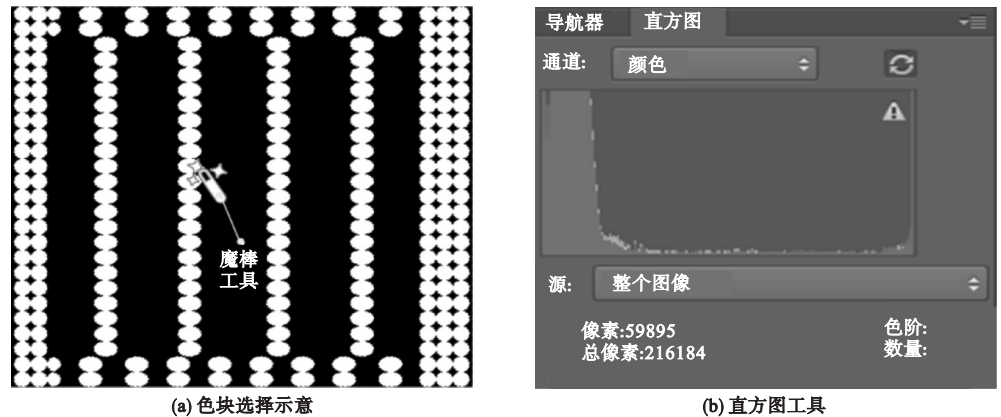 魔棒
工具
导航器
直方图
通道:
颜色
源:
整个图像
像素:59895
总像素:216184
色阶:
数量:
(a) 色块选择示意
(b) 直方图工具